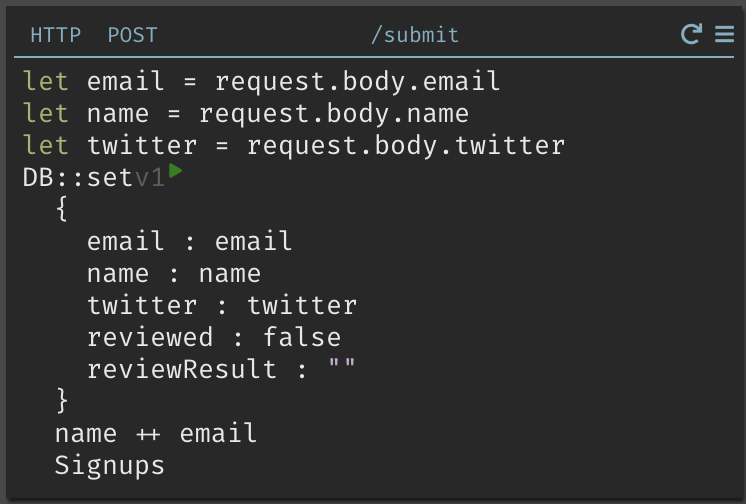 HTTP POST /submit
let email = request.body.email
let name = request.body.name
let twitter = request.body.twitter
DB::setv1
{
email : email
name : name
twitter : twitter
reviewed : false
reviewResult : ""
}
name ++ email
Signups